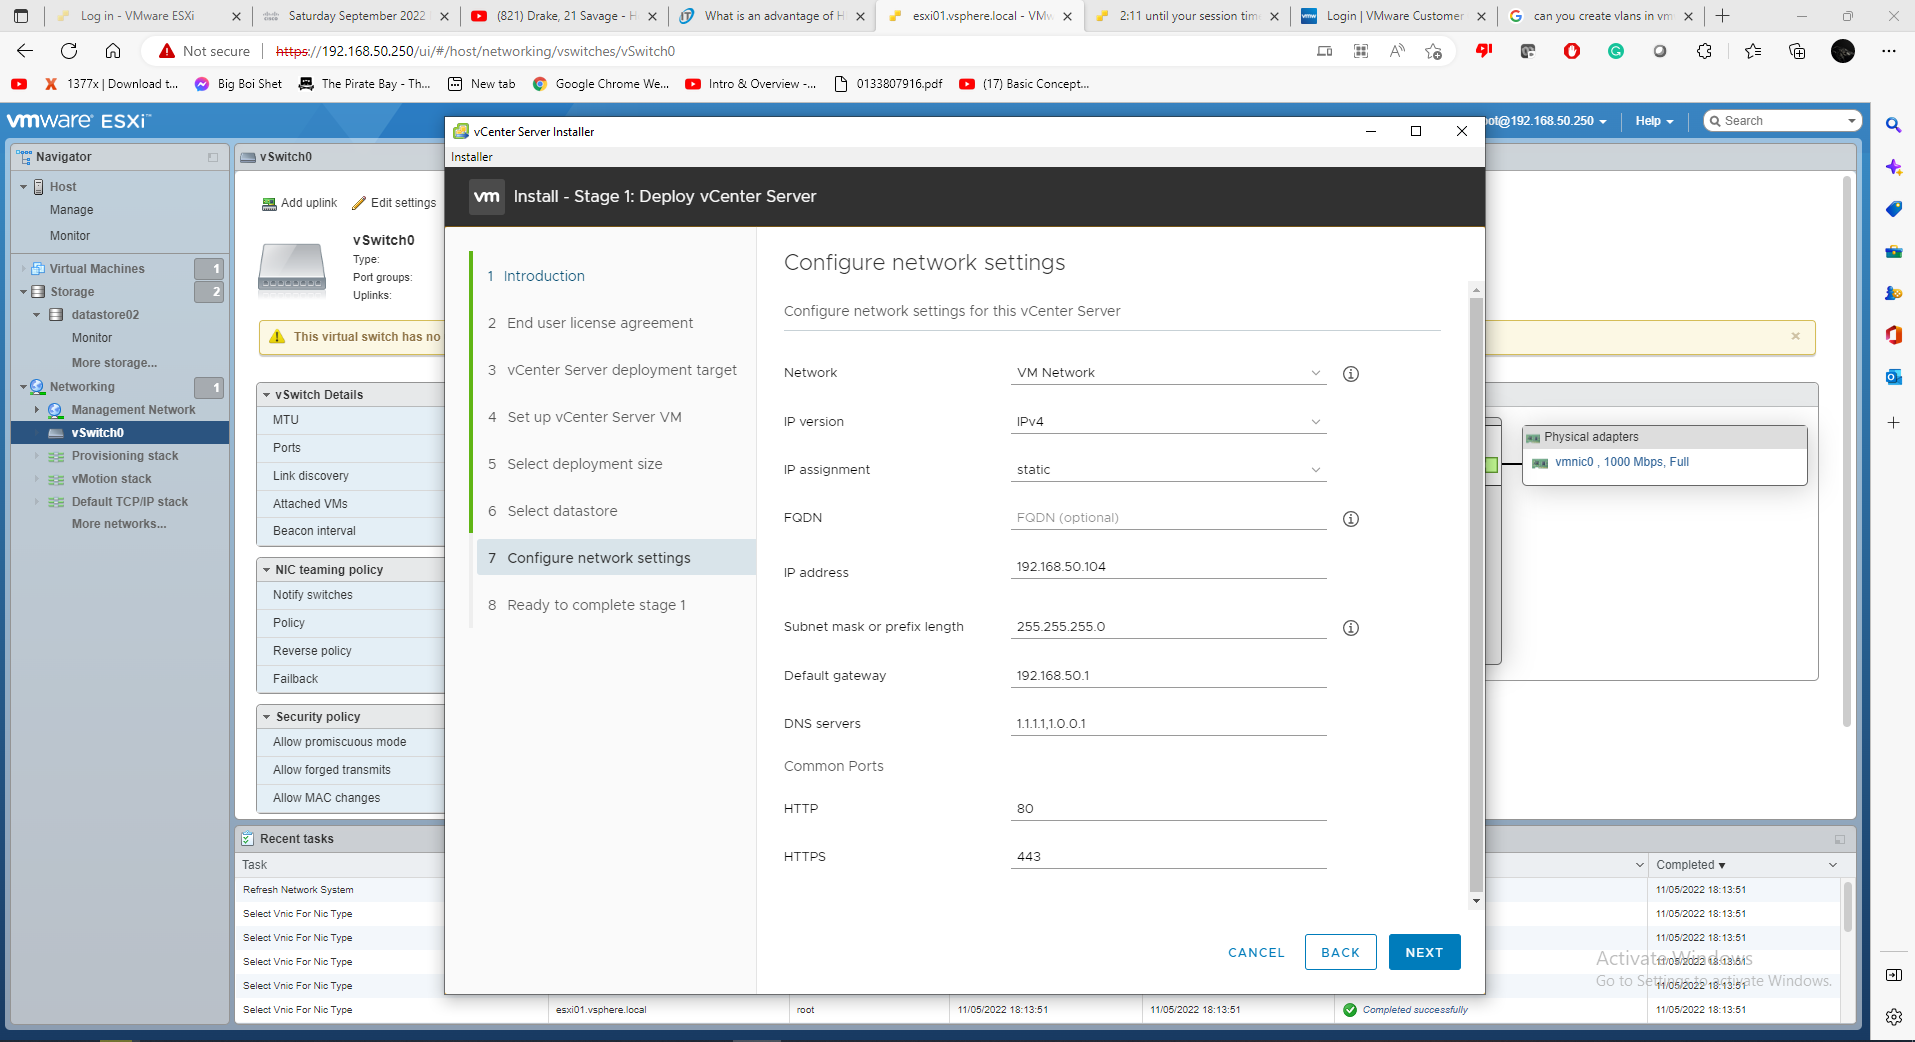 Log in - VMware ESXi
Saturday September 2022
(821) Drake, 21 Savage - H
What is an advantage of H
esxi01.vsphere.local - VMw
2:11 until your session time
Login | VMware Customer
can you create vlans in vm
Not secure
https://192.168.50.250/ui/#/host/networking/vswitches/vSwitch0
1377x | Download t...
Big Boi Shet
The Pirate Bay - Th...
New tab
Google Chrome We...
Intro & Overview -...
0133807916.pdf
(17) Basic Concept...
vmware ESXi™
ot@192.168.50.250
Help
Search
Navigator
Host
Manage
Monitor
Virtual Machines 1
Storage 2
datastore02
Monitor
More storage...
Networking 1
Management Network
vSwitch0
Provisioning stack
vMotion stack
Default TCP/IP stack
More networks...
vSwitch0
Add uplink
Edit settings
vSwitch0
Type:
Port groups:
Uplinks:
This virtual switch has no
vSwitch Details
MTU
Ports
Link discovery
Attached VMs
Beacon interval
NIC teaming policy
Notify switches
Policy
Reverse policy
Failback
Security policy
Allow promiscuous mode
Allow forged transmits
Allow MAC changes
vCenter Server Installer
Installer
vm Install - Stage 1: Deploy vCenter Server
1 Introduction
2 End user license agreement
3 vCenter Server deployment target
4 Set up vCenter Server VM
5 Select deployment size
6 Select datastore
7 Configure network settings
8 Ready to complete stage 1
Configure network settings
Configure network settings for this vCenter Server
Network VM Network
IP version IPv4
IP assignment static
FQDN FQDN (optional)
IP address 192.168.50.104
Subnet mask or prefix length 255.255.255.0
Default gateway 192.168.50.1
DNS servers 1.1.1.1,1.0.0.1
Common Ports
HTTP 80
HTTPS 443
CANCEL
BACK
NEXT
Physical adapters
vmnic0 , 1000 Mbps, Full
Recent tasks
Task
Completed
Refresh Network System
11/05/2022 18:13:51
Select Vnic For Nic Type
11/05/2022 18:13:51
Select Vnic For Nic Type
11/05/2022 18:13:51
Select Vnic For Nic Type
11/05/2022 18:13:51
Select Vnic For Nic Type
11/05/2022 18:13:51
Select Vnic For Nic Type
esxi01.vsphere.local
root
11/05/2022 18:13:51
11/05/2022 18:13:51
Completed successfully
11/05/2022 18:13:51
Activate Windows
Go to Settings to activate Windows.